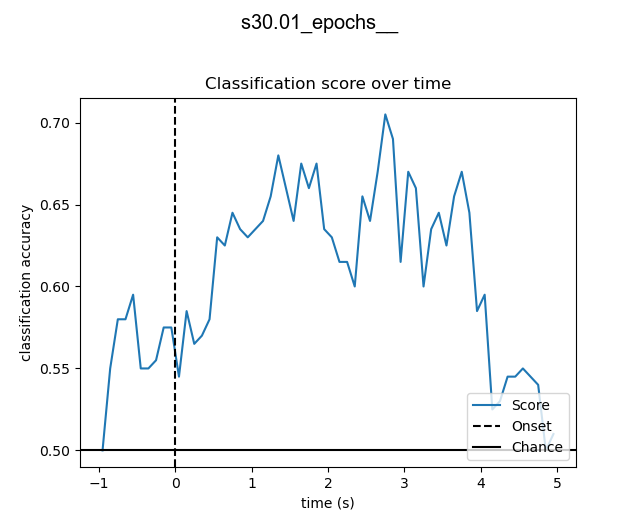 s30.01_epochs__
Classification score over time
classification accuracy
0.70
0.65
0.60
0.55
0.50
−1
0
1
2
3
4
5
time (s)
Score
Onset
Chance